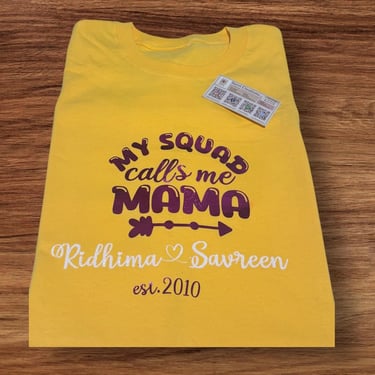 MY SQUAD
calls me
MAMA
Ridhima Savreen
est.2010